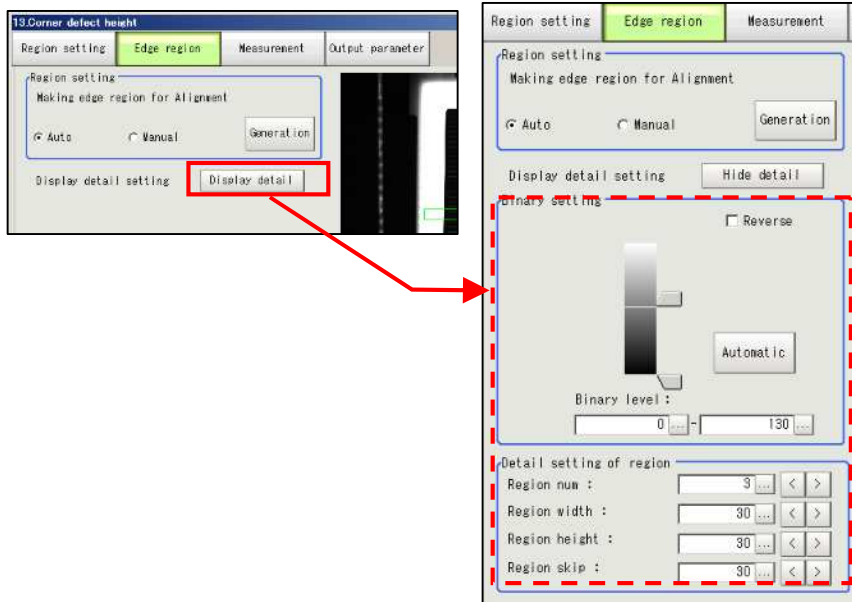 13.Corner defect height
Region setting Edge region Measurement Output parameter
Region setting
Making edge region for Alignment
Auto Manual Generation
Display detail setting Display detail
Region setting Edge region Measurement
Region setting
Making edge region for Alignment
Auto Manual Generation
Display detail setting Hide detail
Binary setting
Reverse
Automatic
Binary level :
0 ... - 130 ...
Detail setting of region
Region num : 3 ... < >
Region width : 30 ... < >
Region height : 30 ... < >
Region skip : 30 ... < >